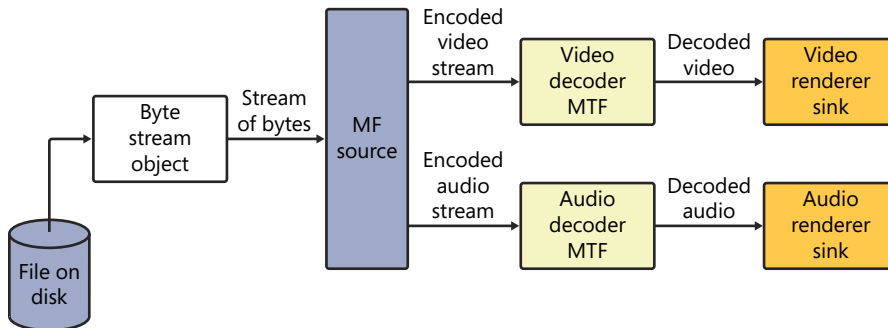 File on
disk
Byte
stream
object
Stream
of bytes
MF
source
Encoded
video
stream
Video
decoder
MTF
Decoded
video
Video
renderer
sink
Encoded
audio
stream
Audio
decoder
MTF
Decoded
audio
Audio
renderer
sink